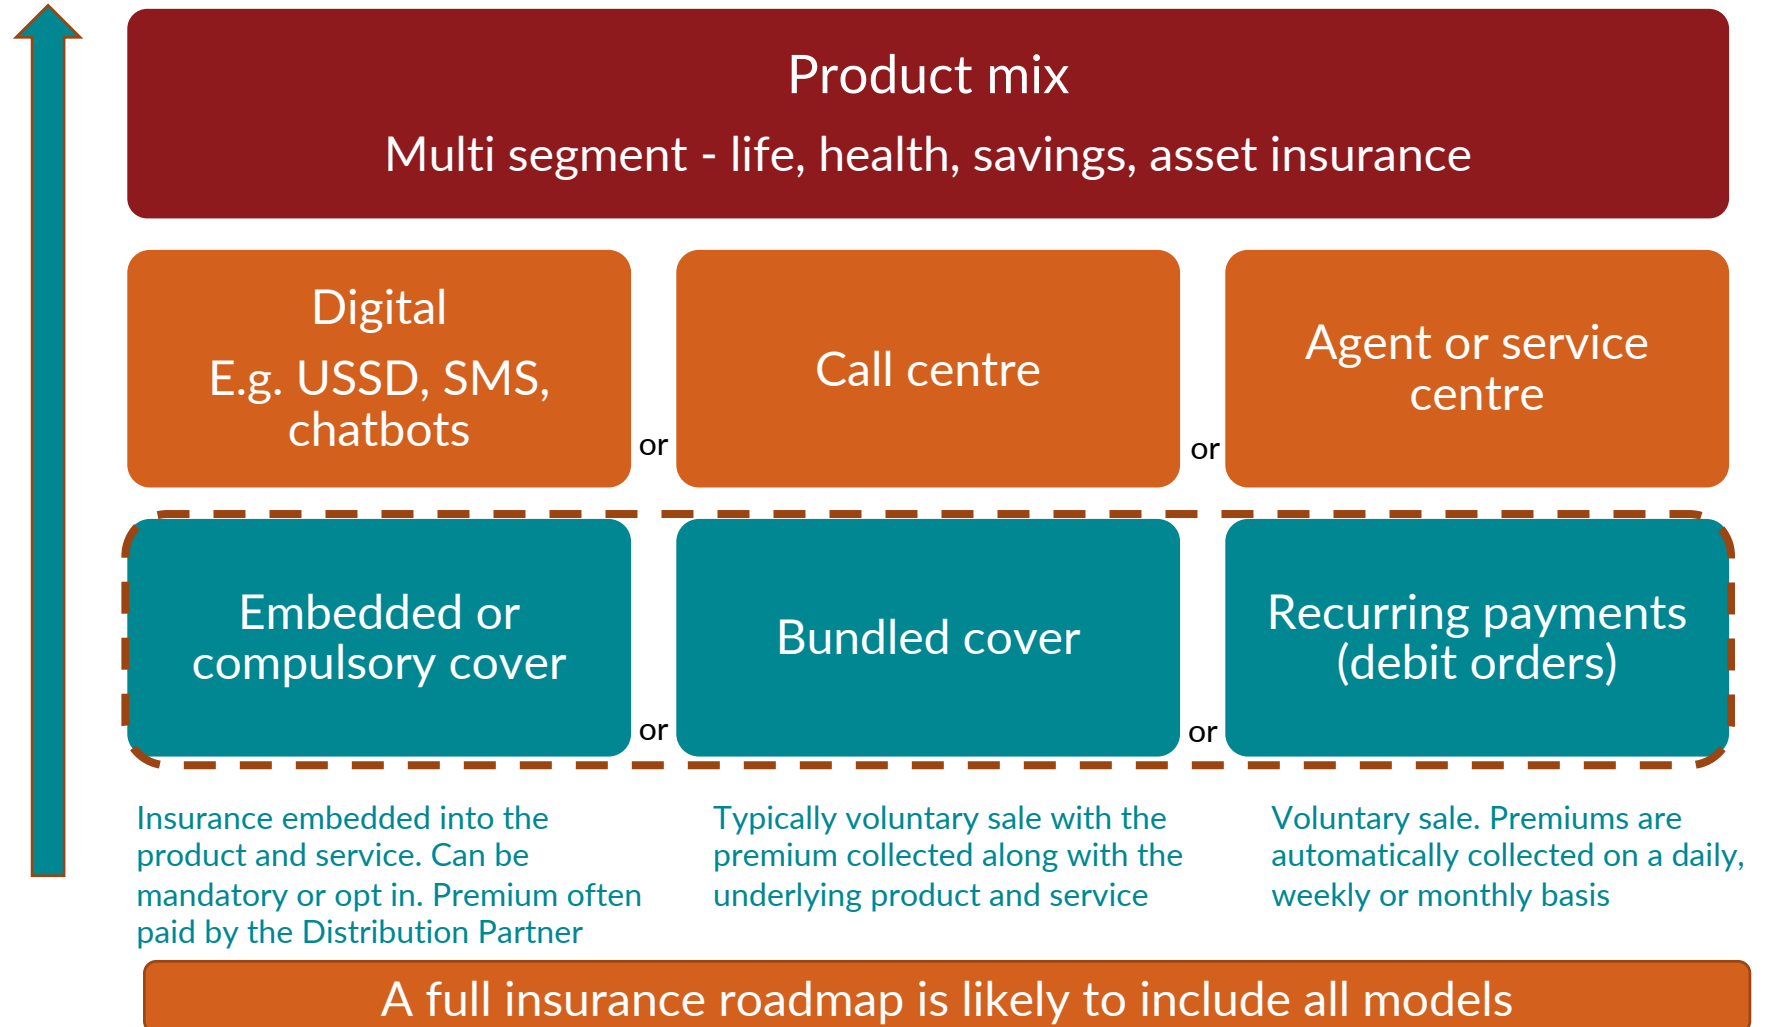 Product mix
Multi segment - life, health, savings, asset insurance
Digital
E.g. USSD, SMS,
chatbots
or
Call centre
or
Agent or service
centre
Embedded or
compulsory cover
or
Bundled cover
or
Recurring payments
(debit orders)
Insurance embedded into the
product and service. Can be
mandatory or opt in. Premium often
paid by the Distribution Partner
Typically voluntary sale with the
premium collected along with the
underlying product and service
Voluntary sale. Premiums are
automatically collected on a daily,
weekly or monthly basis
A full insurance roadmap is likely to include all models